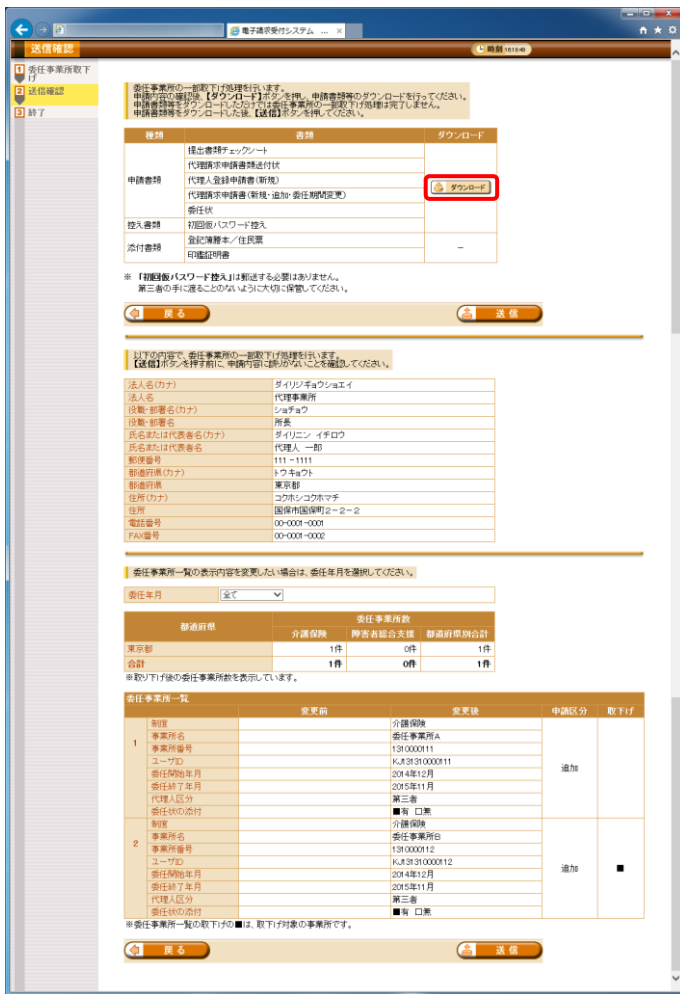 電子請求受付システム ...
送信確認
時刻 16:10:49
1 委任事業所取下げ
2 送信確認
3 終了
委任事業所の一部取下げ処理を行います。
申請内容の確認後、【ダウンロード】ボタンを押し、申請書類等のダウンロードを行ってください。
申請書類等をダウンロードしただけでは委任事業所の一部取下げ処理は完了しません。
申請書類等をダウンロードした後、【送信】ボタンを押してください。
種類 書類 ダウンロード
申請書類 提出書類チェックシート
代理請求申請書類送付状
代理人登録申請書(新規)
代理請求申請書(新規・追加・委任期間変更)
委任状
ダウンロード
控え書類 初回仮パスワード控え
添付書類 登記簿謄本/住民票
印鑑証明書
－
※ 「初回仮パスワード控え」は郵送する必要はありません。
第三者の手に渡ることのないように大切に保管してください。
戻る 送信
以下の内容で、委任事業所の一部取下げ処理を行います。
【送信】ボタンを押す前に、申請内容に誤りがないことを確認してください。
法人名(カナ) ダイリジギョウショエイ
法人名 代理事業所
役職・部署名(カナ) ショチョウ
役職・部署名 所長
氏名または代表者名(カナ) ダイリニン イチロウ
氏名または代表者名 代理人 一郎
郵便番号 111-1111
都道府県(カナ) トウキョウト
都道府県 東京都
住所(カナ) コクホシコクホマチ
住所 国保市国保町2-2-2
電話番号 00-0001-0001
FAX番号 00-0001-0002
委任事業所一覧の表示内容を変更したい場合は、委任年月を選択してください。
委任年月 全て
都道府県 委任事業所数
介護保険 障害者総合支援 都道府県別合計
東京都 1件 0件 1件
合計 1件 0件 1件
※取り下げ後の委任事業所数を表示しています。
委任事業所一覧
変更前 変更後 申請区分 取下げ
1 制度 介護保険
事業所名 委任事業所A
事業所番号 1310000111
ユーザID KJ131310000111
委任開始年月 2014年12月
委任終了年月 2015年11月
代理人区分 第三者
委任状の添付 ■有 □無
追加
2 制度 介護保険
事業所名 委任事業所B
事業所番号 1310000112
ユーザID KJ131310000112
委任開始年月 2014年12月
委任終了年月 2015年11月
代理人区分 第三者
委任状の添付 ■有 □無
追加 ■
※委任事業所一覧の取下げの■は、取下げ対象の事業所です。
戻る 送信